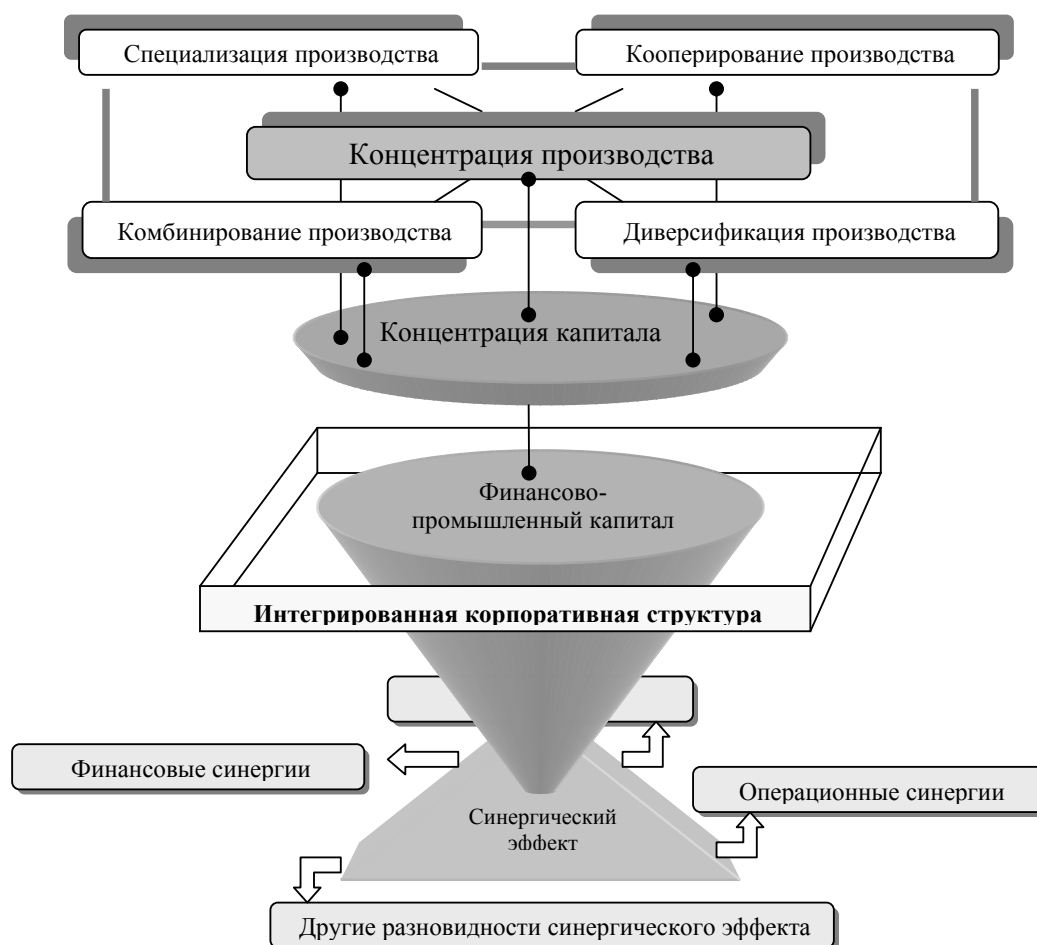 Специализация производства
Кооперирование производства
Концентрация производства
Комбинирование производства
Диверсификация производства
Концентрация капитала
Финансово-
промышленный капитал
Интегрированная корпоративная структура
Финансовые синергии
Операционные синергии
Синергический
эффект
Другие разновидности синергического эффекта